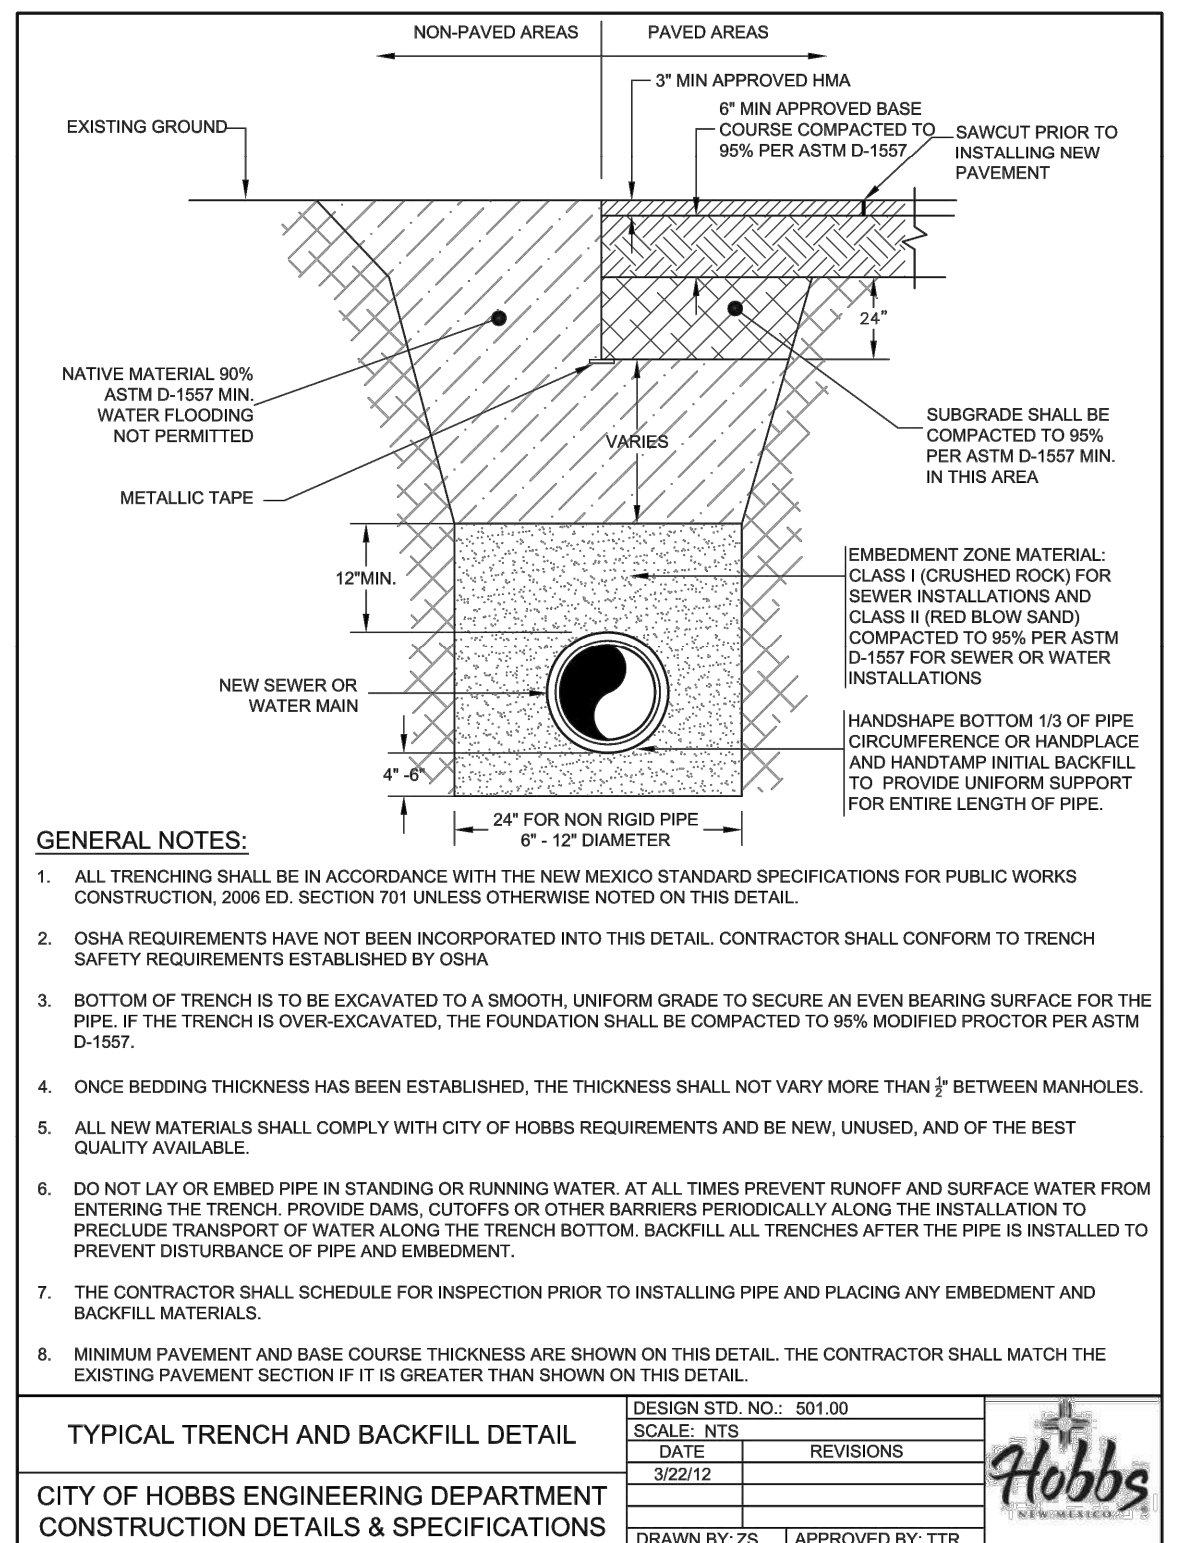 NON-PAVED AREAS
PAVED AREAS
3" MIN APPROVED HMA
6" MIN APPROVED BASE
COURSE COMPACTED TO
95% PER ASTM D-1557
EXISTING GROUND
SAWCUT PRIOR TO
INSTALLING NEW
PAVEMENT
24"
NATIVE MATERIAL 90%
ASTM D-1557 MIN.
WATER FLOODING
NOT PERMITTED
SUBGRADE SHALL BE
COMPACTED TO 95%
PER ASTM D-1557 MIN.
IN THIS AREA
VARIES
METALLIC TAPE
12"MIN.
EMBEDMENT ZONE MATERIAL:
CLASS I (CRUSHED ROCK) FOR
SEWER INSTALLATIONS AND
CLASS II (RED BLOW SAND)
COMPACTED TO 95% PER ASTM
D-1557 FOR SEWER OR WATER
INSTALLATIONS
NEW SEWER OR
WATER MAIN
HANDSHAPE BOTTOM 1/3 OF PIPE
CIRCUMFERENCE OR HANDPLACE
AND HANDTAMP INITIAL BACKFILL
TO PROVIDE UNIFORM SUPPORT
FOR ENTIRE LENGTH OF PIPE.
4" -6"
24" FOR NON RIGID PIPE
6" - 12" DIAMETER
GENERAL NOTES:
1. ALL TRENCHING SHALL BE IN ACCORDANCE WITH THE NEW MEXICO STANDARD SPECIFICATIONS FOR PUBLIC WORKS
CONSTRUCTION, 2006 ED. SECTION 701 UNLESS OTHERWISE NOTED ON THIS DETAIL.
2. OSHA REQUIREMENTS HAVE NOT BEEN INCORPORATED INTO THIS DETAIL. CONTRACTOR SHALL CONFORM TO TRENCH
SAFETY REQUIREMENTS ESTABLISHED BY OSHA
3. BOTTOM OF TRENCH IS TO BE EXCAVATED TO A SMOOTH, UNIFORM GRADE TO SECURE AN EVEN BEARING SURFACE FOR THE
PIPE. IF THE TRENCH IS OVER-EXCAVATED, THE FOUNDATION SHALL BE COMPACTED TO 95% MODIFIED PROCTOR PER ASTM
D-1557.
4. ONCE BEDDING THICKNESS HAS BEEN ESTABLISHED, THE THICKNESS SHALL NOT VARY MORE THAN ½" BETWEEN MANHOLES.
5. ALL NEW MATERIALS SHALL COMPLY WITH CITY OF HOBBS REQUIREMENTS AND BE NEW, UNUSED, AND OF THE BEST
QUALITY AVAILABLE.
6. DO NOT LAY OR EMBED PIPE IN STANDING OR RUNNING WATER. AT ALL TIMES PREVENT RUNOFF AND SURFACE WATER FROM
ENTERING THE TRENCH. PROVIDE DAMS, CUTOFFS OR OTHER BARRIERS PERIODICALLY ALONG THE INSTALLATION TO
PRECLUDE TRANSPORT OF WATER ALONG THE TRENCH BOTTOM. BACKFILL ALL TRENCHES AFTER THE PIPE IS INSTALLED TO
PREVENT DISTURBANCE OF PIPE AND EMBEDMENT.
7. THE CONTRACTOR SHALL SCHEDULE FOR INSPECTION PRIOR TO INSTALLING PIPE AND PLACING ANY EMBEDMENT AND
BACKFILL MATERIALS.
8. MINIMUM PAVEMENT AND BASE COURSE THICKNESS ARE SHOWN ON THIS DETAIL. THE CONTRACTOR SHALL MATCH THE
EXISTING PAVEMENT SECTION IF IT IS GREATER THAN SHOWN ON THIS DETAIL.
TYPICAL TRENCH AND BACKFILL DETAIL
CITY OF HOBBS ENGINEERING DEPARTMENT
CONSTRUCTION DETAILS & SPECIFICATIONS
DESIGN STD. NO.: 501.00
SCALE: NTS
DATE REVISIONS
3/22/12
DRAWN BY: ZS APPROVED BY: TTR
Hobbs
NEW MEXICO